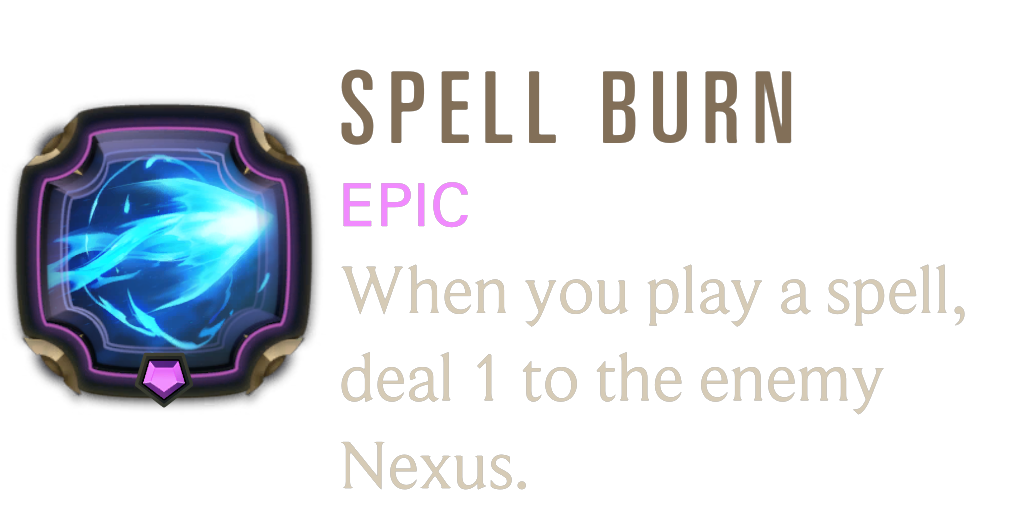 SPELL BURN
EPIC
When you play a spell,
deal 1 to the enemy
Nexus.